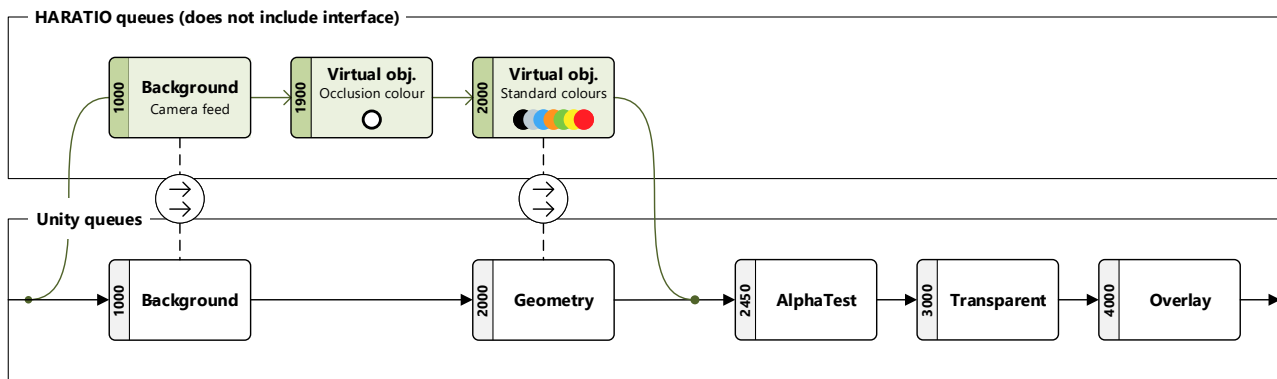 HARATIO queues (does not include interface)
1000
Background
Camera feed
1900
Virtual obj.
Occlusion colour
2000
Virtual obj.
Standard colours
Unity queues
1000
Background
2000
Geometry
2450
AlphaTest
3000
Transparent
4000
Overlay